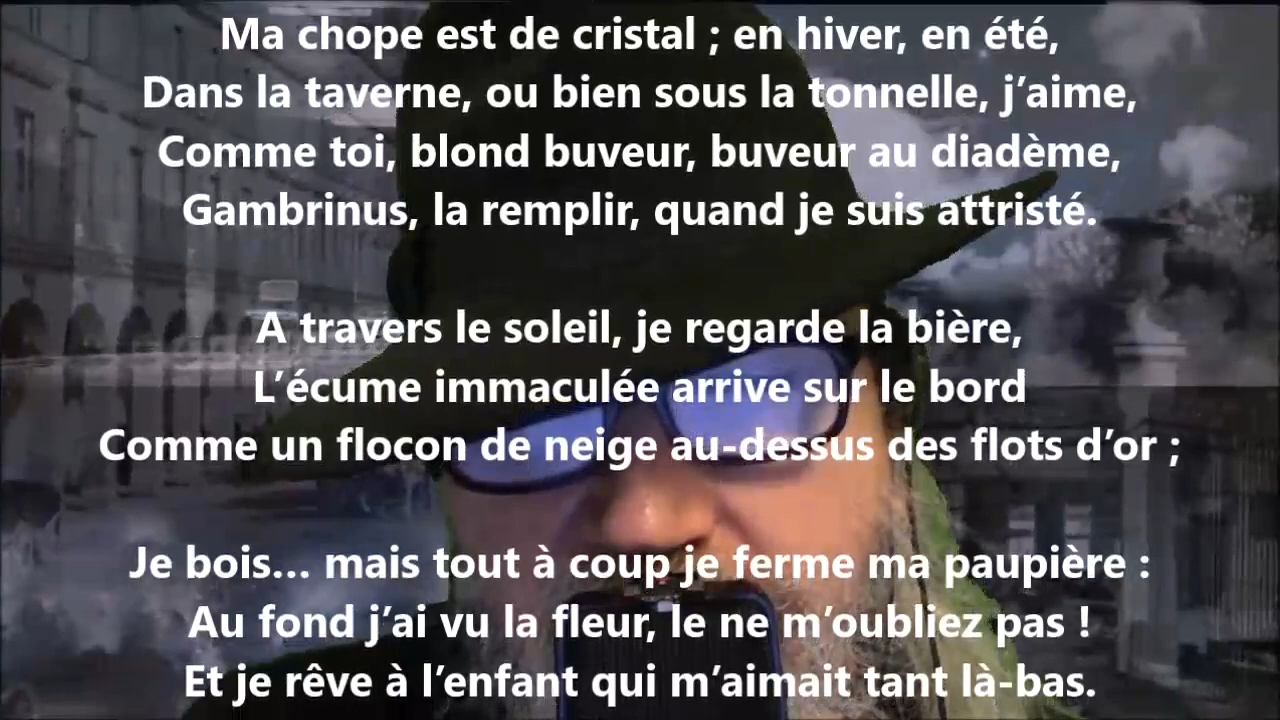 Ma chope est de cristal ; en hiver, en été,
Dans la taverne, ou bien sous la tonnelle, j’aime,
Comme toi, blond buveur, buveur au diadème,
Gambrinus, la remplir, quand je suis attristé.
A travers le soleil, je regarde la bière,
L’écume immaculée arrive sur le bord
Comme un flocon de neige au-dessus des flots d’or ;
Je bois... mais tout à coup je ferme ma paupière :
Au fond j’ai vu la fleur, le ne m’oubliez pas !
Et je rêve à l’enfant qui m’aimait tant là-bas.